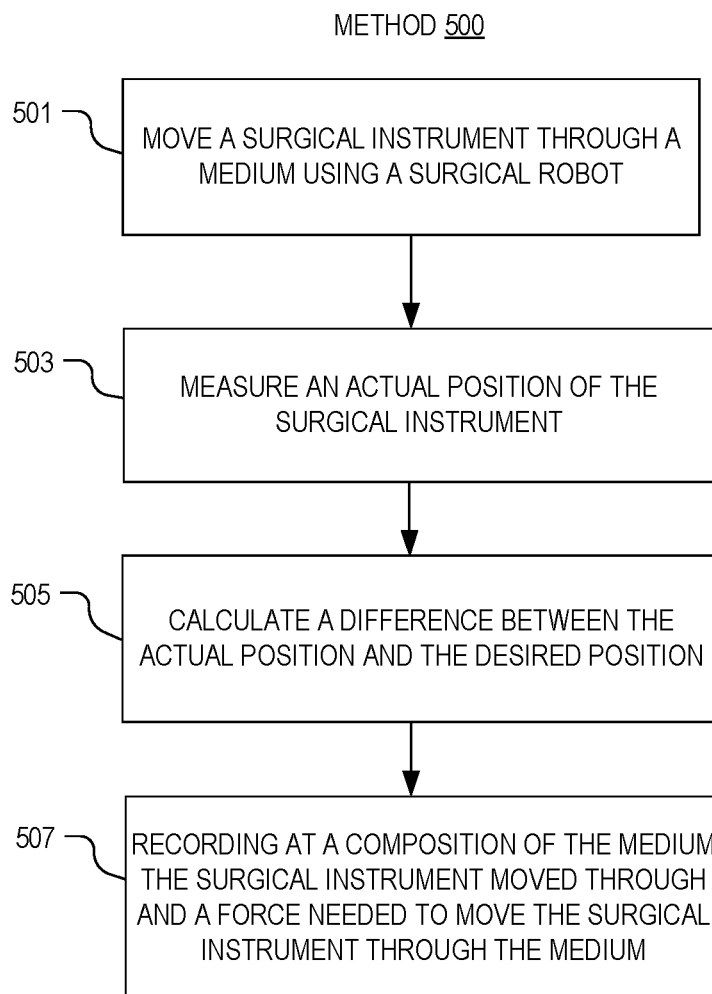 METHOD 500
501
MOVE A SURGICAL INSTRUMENT THROUGH A
MEDIUM USING A SURGICAL ROBOT
503
MEASURE AN ACTUAL POSITION OF THE
SURGICAL INSTRUMENT
505
CALCULATE A DIFFERENCE BETWEEN THE
ACTUAL POSITION AND THE DESIRED POSITION
507
RECORDING AT A COMPOSITION OF THE MEDIUM
THE SURGICAL INSTRUMENT MOVED THROUGH
AND A FORCE NEEDED TO MOVE THE SURGICAL
INSTRUMENT THROUGH THE MEDIUM